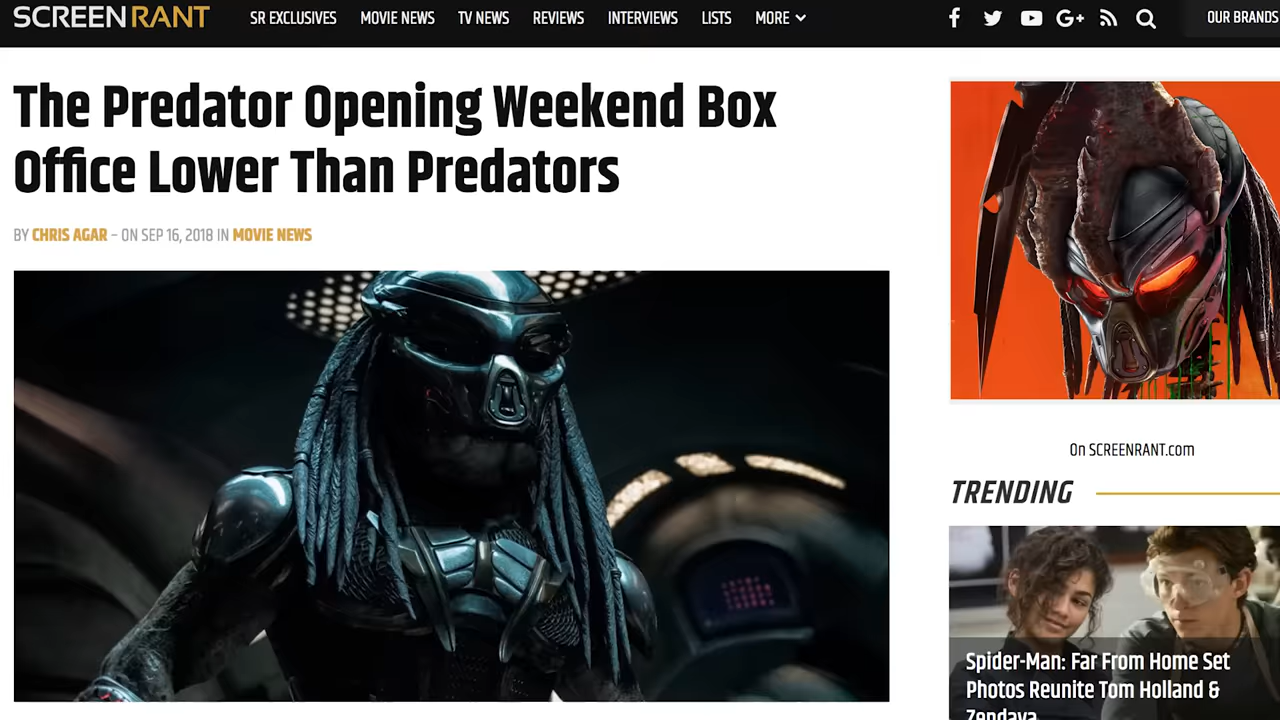 SCREENRANT SR EXCLUSIVES MOVIE NEWS TV NEWS REVIEWS INTERVIEWS LISTS MORE G+ OUR BRANDS
The Predator Opening Weekend Box
Office Lower Than Predators
BY CHRIS AGAR – ON SEP 16, 2018 IN MOVIE NEWS
On SCREENRANT.com
TRENDING
Spider-Man: Far From Home Set
Photos Reunite Tom Holland &
Zendaya